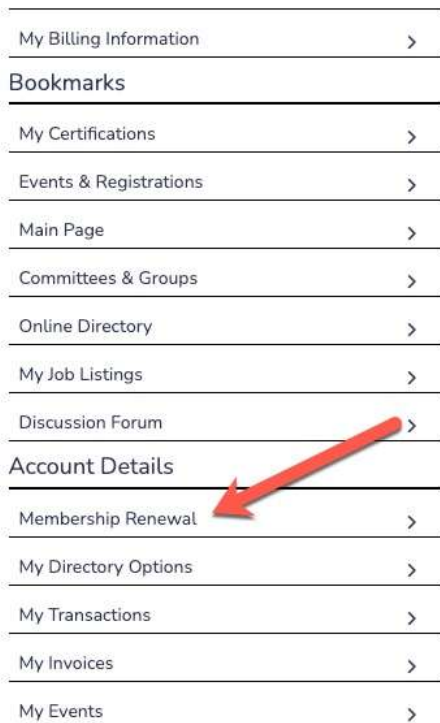 My Billing Information
Bookmarks
My Certifications
Events & Registrations
Main Page
Committees & Groups
Online Directory
My Job Listings
Discussion Forum
Account Details
Membership Renewal
My Directory Options
My Transactions
My Invoices
My Events